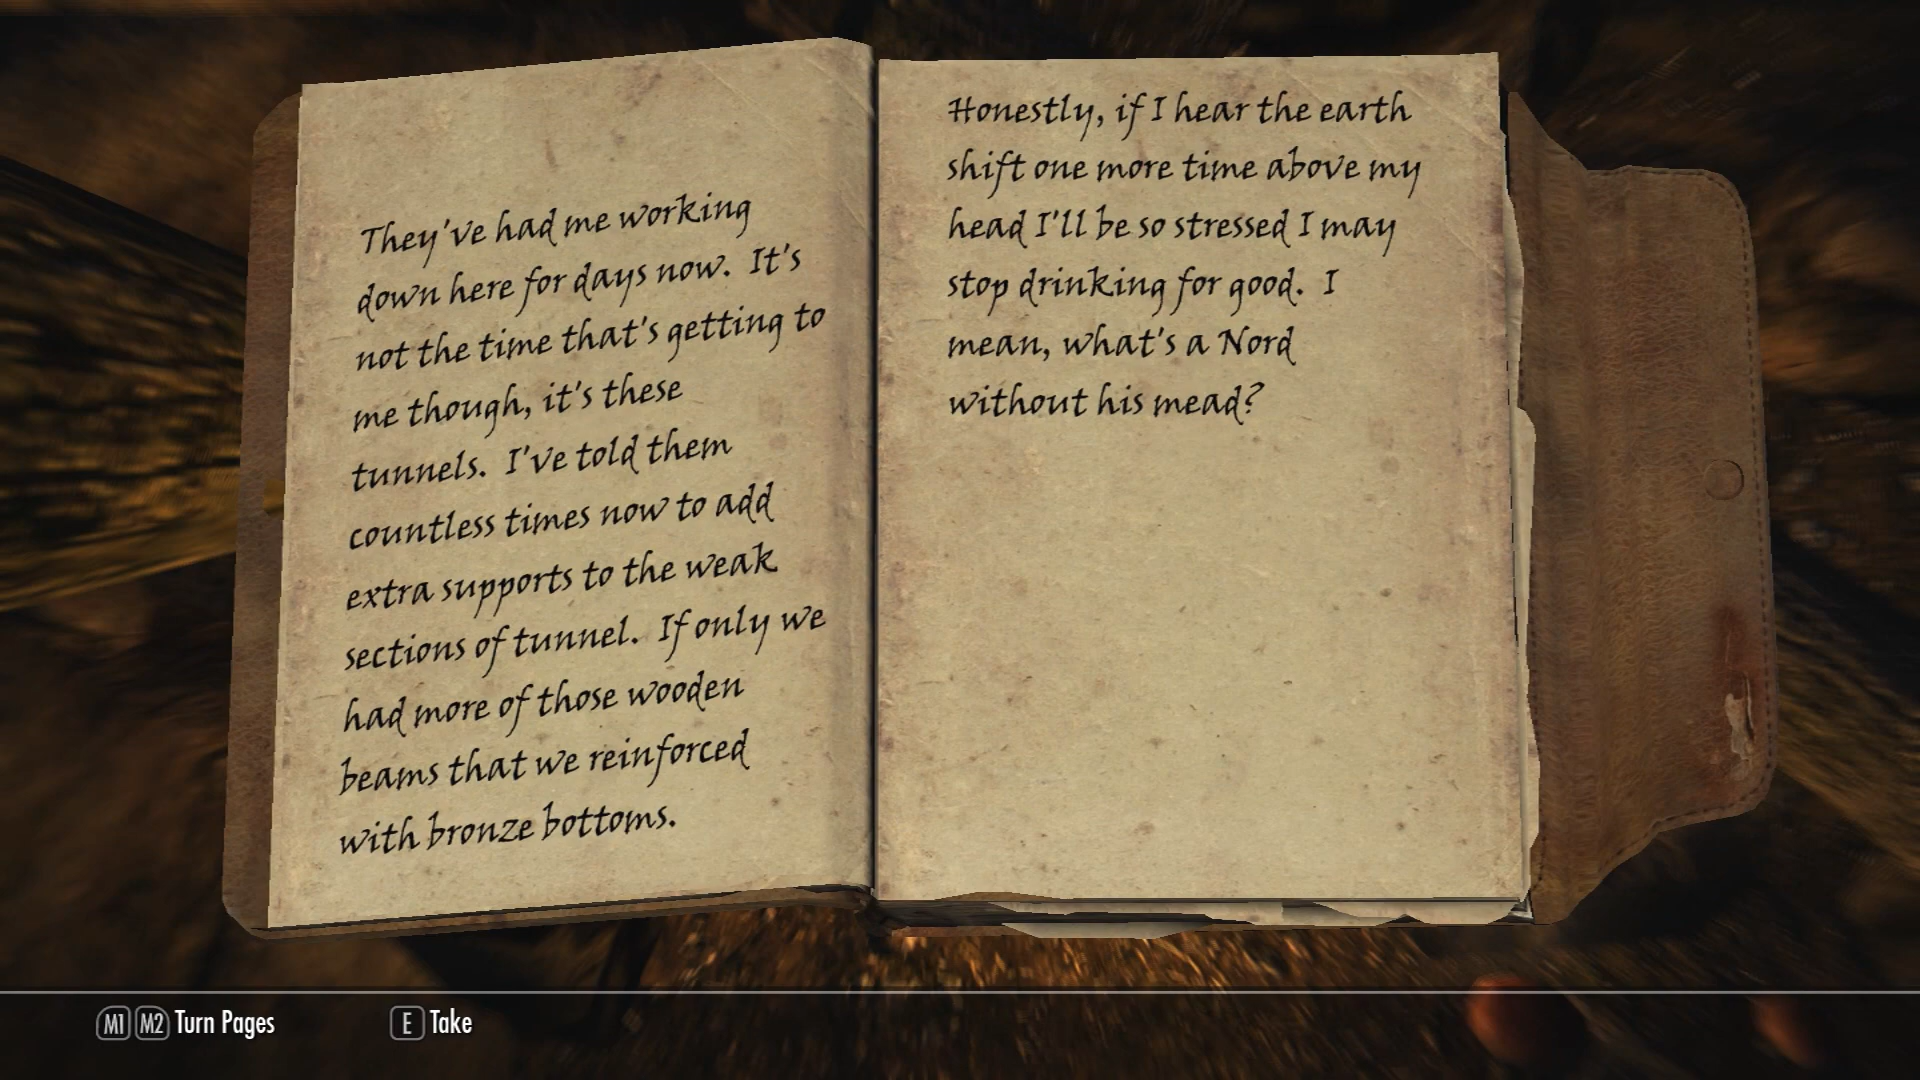 They've had me working
down here for days now.  It's
not the time that's getting to
me though, it's these
tunnels.  I've told them
countless times now to add
extra supports to the weak
sections of tunnel.  If only we
had more of those wooden
beams that we reinforced
with bronze bottoms.
Honestly, if I hear the earth
shift one more time above my
head I'll be so stressed I may
stop drinking for good.  I
mean, what's a Nord
without his mead?
M1 M2 Turn Pages
E Take